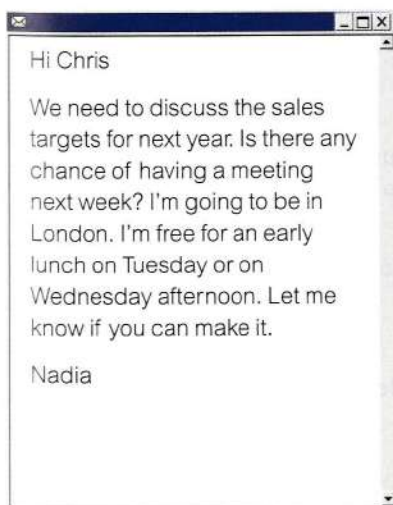 Hi Chris
We need to discuss the sales
targets for next year. Is there any
chance of having a meeting
next week? I'm going to be in
London. I'm free for an early
lunch on Tuesday or on
Wednesday afternoon. Let me
know if you can make it.
Nadia